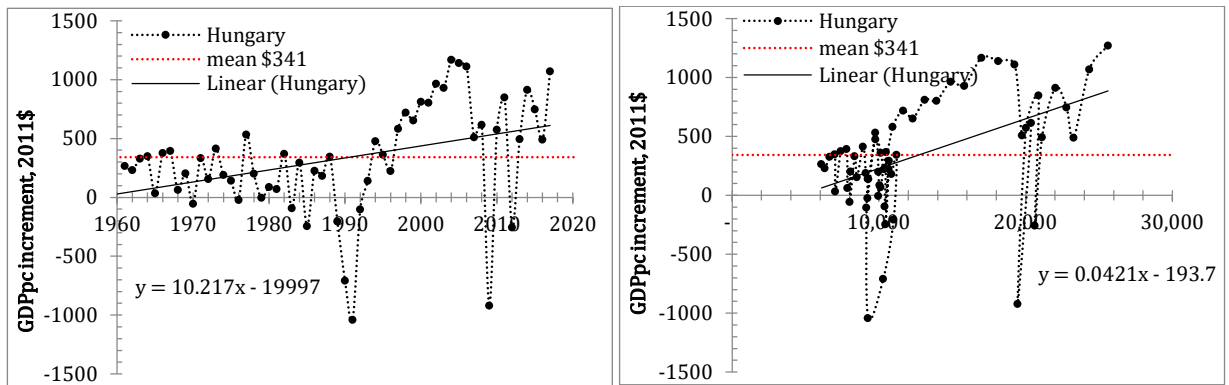 GDPpc increment, 2011$
1500
1000
500
0
-500
-1000
-1500
1960
1970
1980
1990
2000
2010
2020
Hungary
mean $341
Linear (Hungary)
y = 10.217x - 19997
GDPpc increment, 2011$
1500
1000
500
0
-500
-1000
-1500
-
10,000
20,000
30,000
Hungary
mean $341
Linear (Hungary)
y = 0.0421x - 193.7